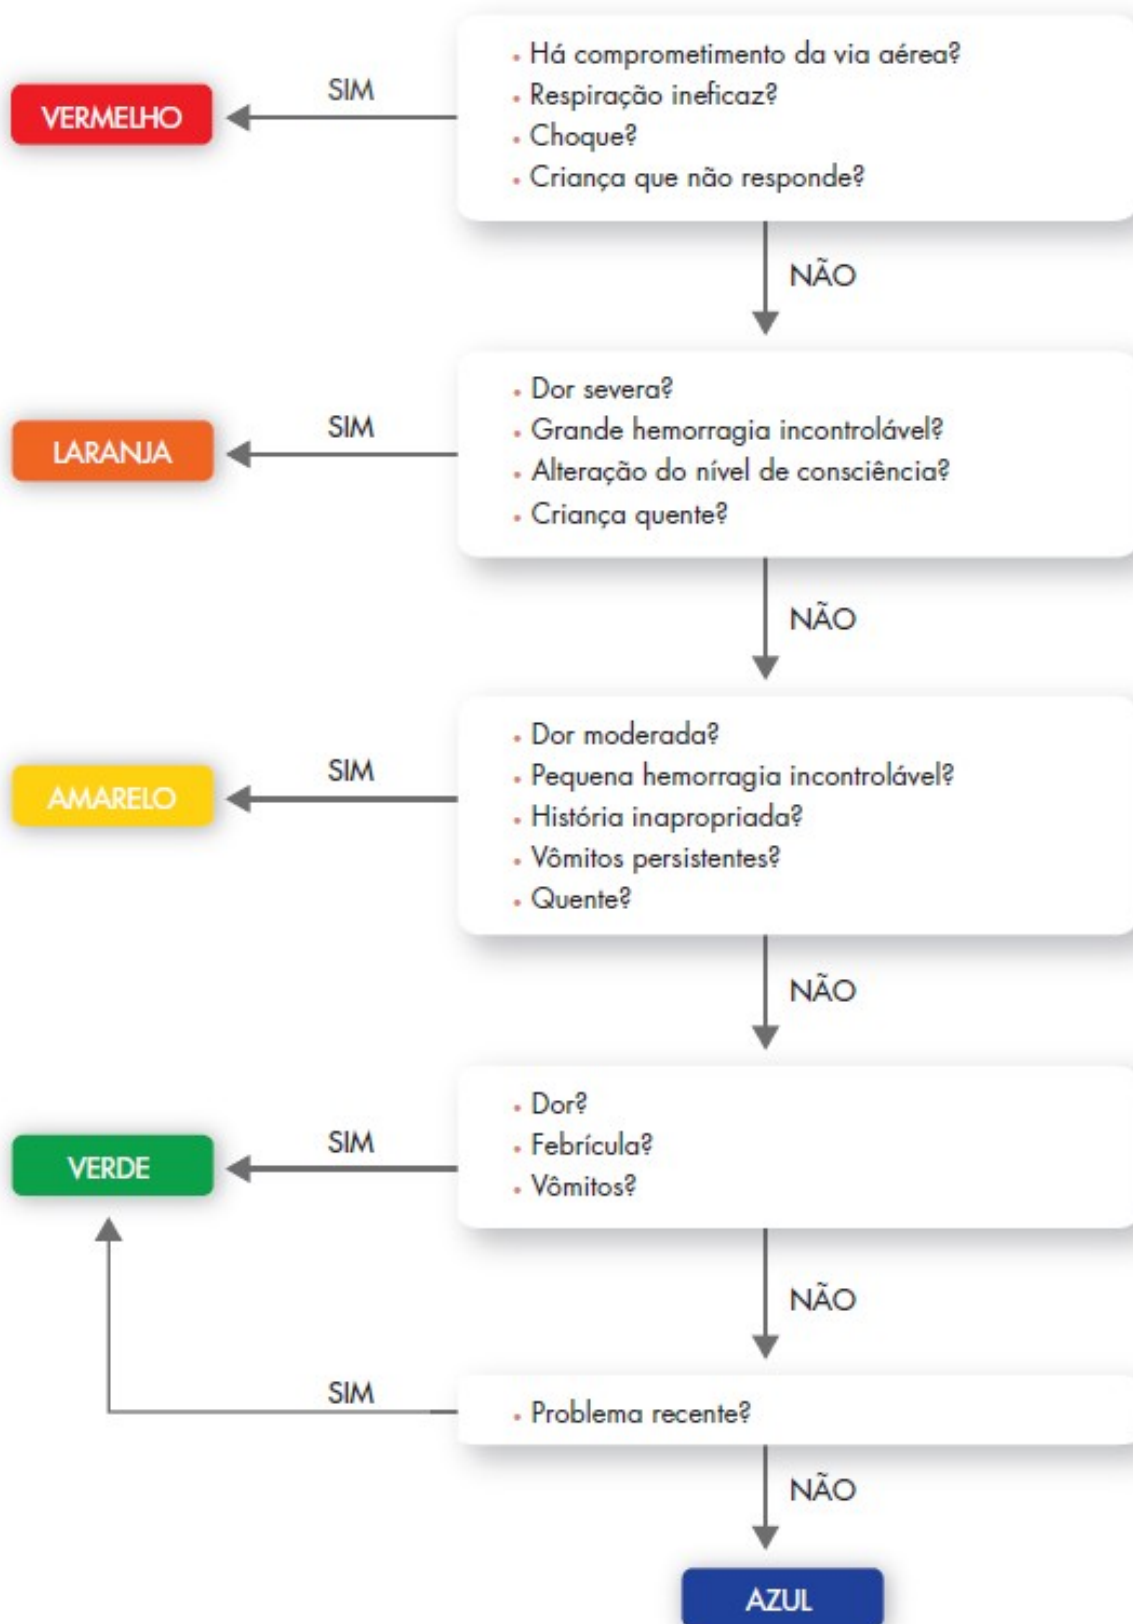 • Há comprometimento da via aérea?
SIM
• Respiração ineficaz?
VERMELHO
• Choque?
• Criança que não responde?
NÃO
• Dor severa?
SIM
• Grande hemorragia incontrolável?
LARANJA
• Alteração do nível de consciência?
• Criança quente?
NÃO
• Dor moderada?
SIM
• Pequena hemorragia incontrolável?
AMARELO
• História inapropriada?
• Vômitos persistentes?
• Quente?
NÃO
• Dor?
SIM
• Febrícula?
VERDE
• Vômitos?
NÃO
SIM
• Problema recente?
NÃO
AZUL